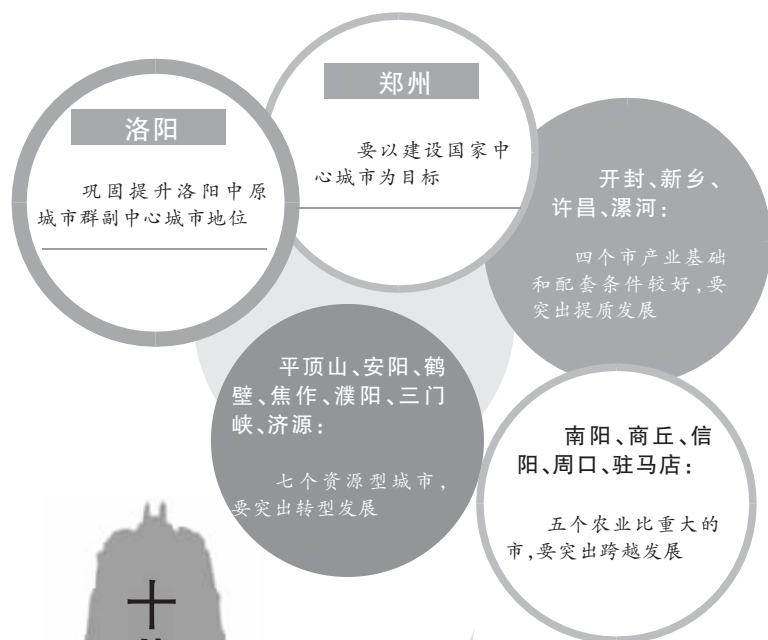 洛阳
巩固提升洛阳中原
城市群副中心城市地位
郑州
要以建设国家中
心城市为目标
开封、新乡、
许昌、漯河：
四个市产业基础
和配套条件较好，要
突出提质发展
平顶山、安阳、鹤
壁、焦作、濮阳、三门
峡、济源：
七个资源型城市，
要突出转型发展
南阳、商丘、信
阳、周口、驻马店：
五个农业比重大的
市，要突出跨越发展
十